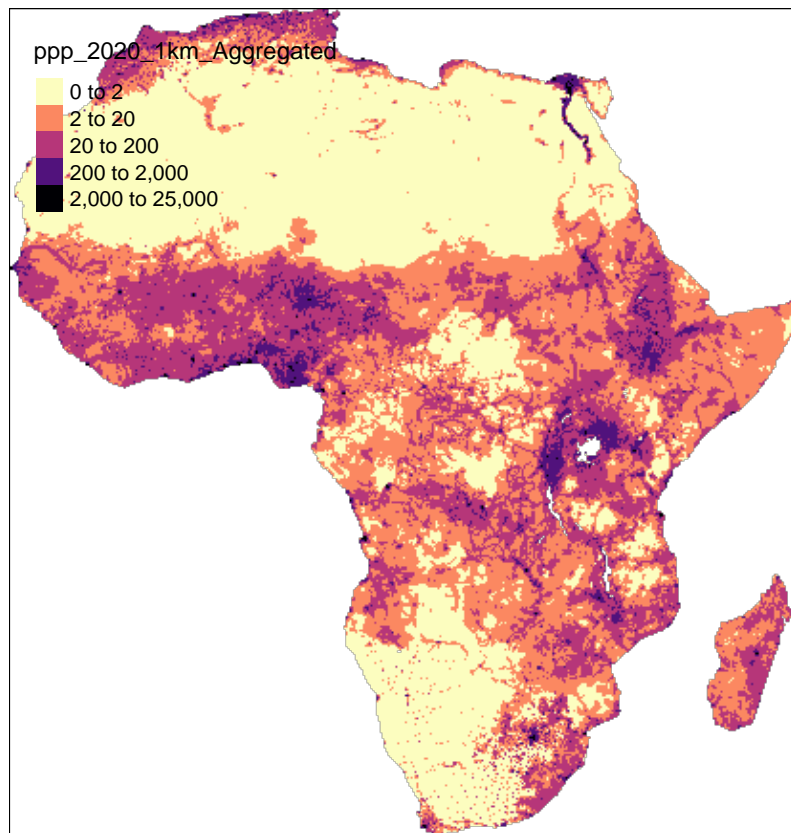 ppp_2020_1km_Aggregated
0 to 2
2 to 20
20 to 200
200 to 2,000
2,000 to 25,000